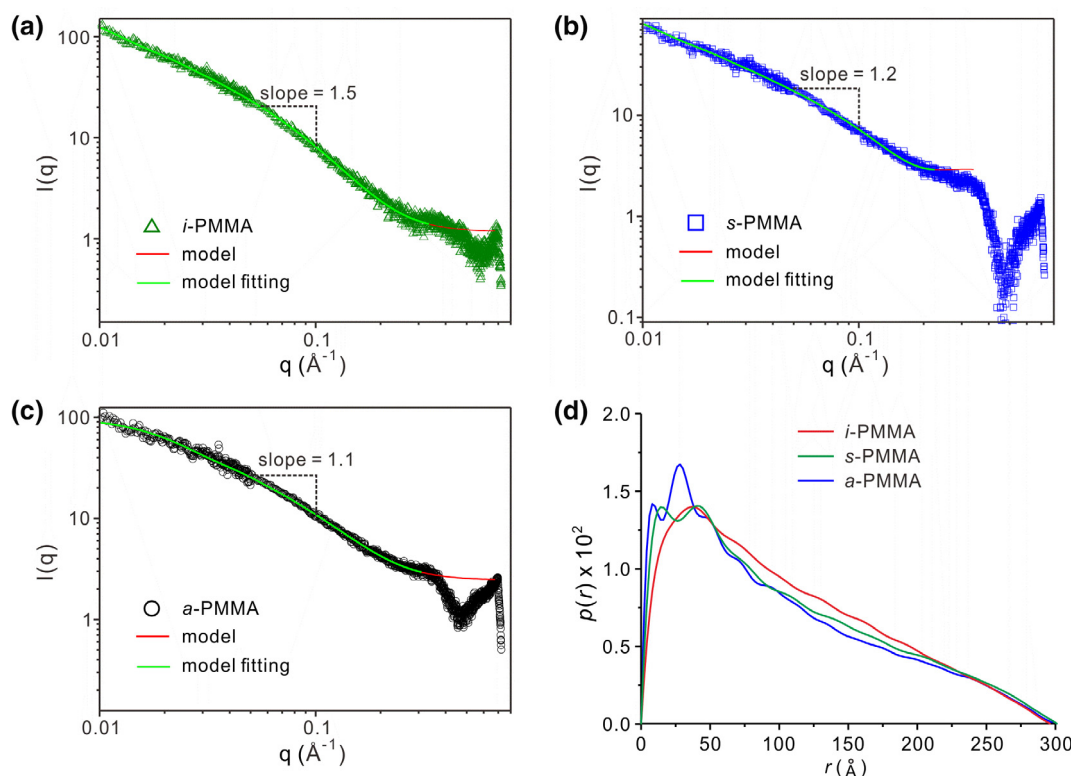 (a)
100
10
1
I(q)
slope = 1.5
i-PMMA
model
model fitting
0.01
0.1
q (Å⁻¹)
(b)
10
1
0.1
I(q)
slope = 1.2
s-PMMA
model
model fitting
0.01
0.1
q (Å⁻¹)
(c)
100
10
1
I(q)
slope = 1.1
a-PMMA
model
model fitting
0.01
0.1
q (Å⁻¹)
(d)
2.0
1.5
1.0
0.5
0.0
p(r) x 10²
i-PMMA
s-PMMA
a-PMMA
0 50 100 150 200 250 300
r (Å)